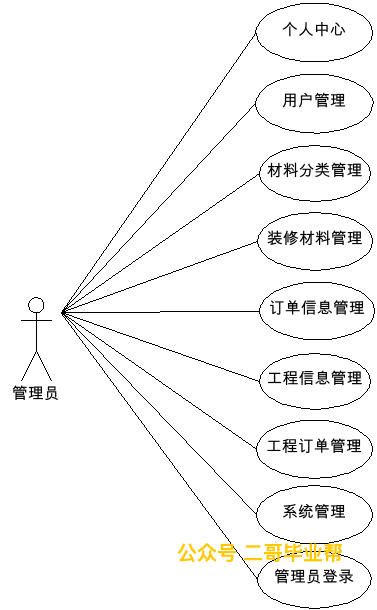 个人中心
用户管理
材料分类管理
装修材料管理
订单信息管理
工程信息管理
管理员
工程订单管理
系统管理
公众号 二哥毕业帮
管理员登录